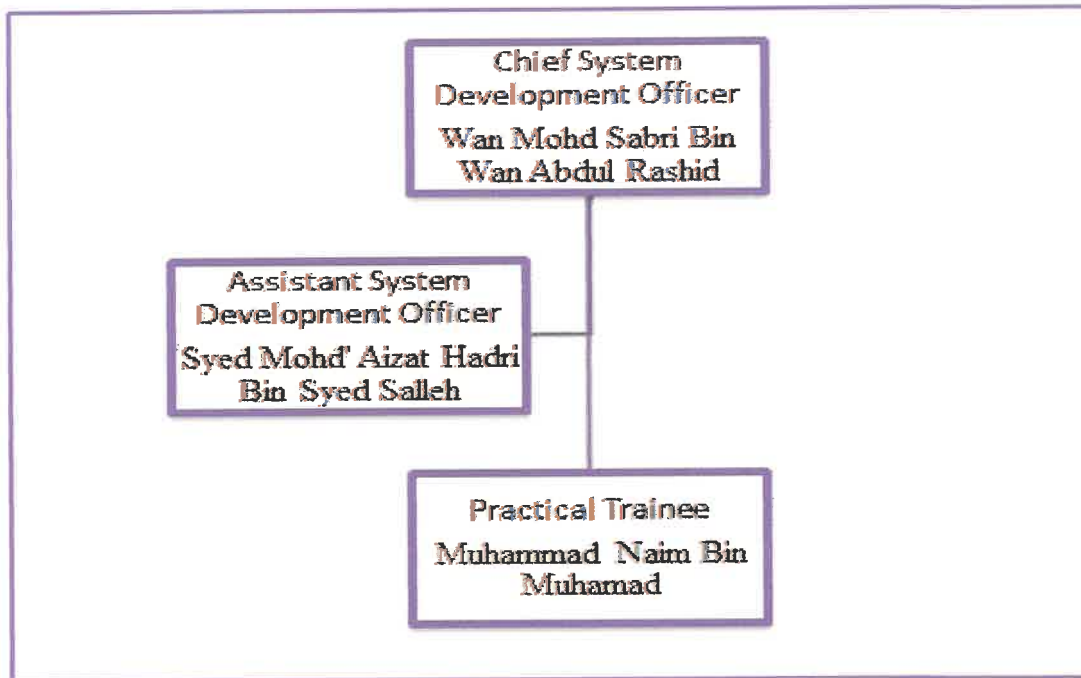 Chief System
Development Officer
Wan Mohd Sabri Bin
Wan Abdul Rashid
Assistant System
Development Officer
Syed Mohd' Aizat Hadri
Bin Syed Salleh
Practical Trainee
Muhammad Naim Bin
Muhamad